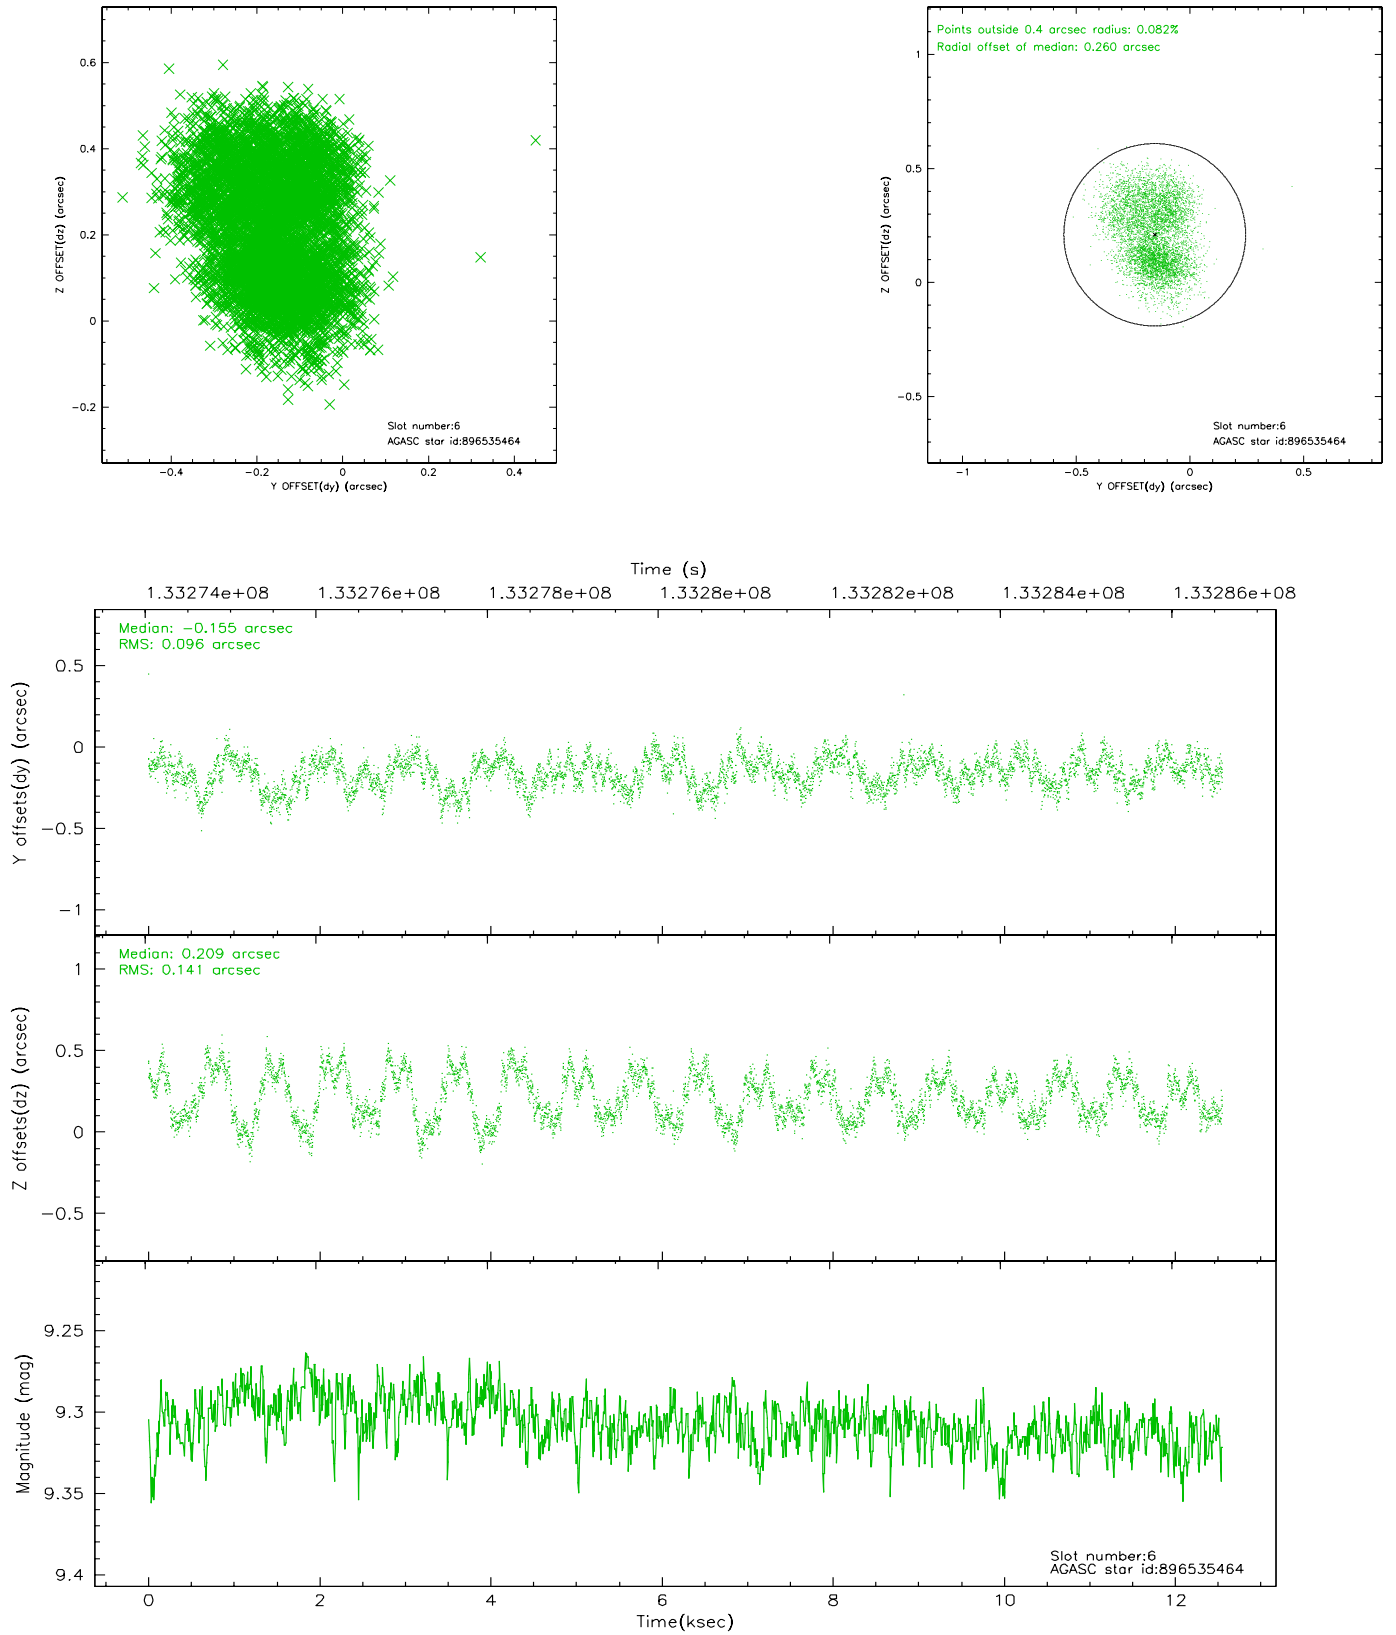 0.6
0.4
0.2
0
−0.2
Z OFFSET(dz) (arcsec)
Slot number:6
AGASC star id:896535464
−0.4
−0.2
0
0.2
0.4
Y OFFSET(dy) (arcsec)
Points outside 0.4 arcsec radius: 0.082%
Radial offset of median: 0.260 arcsec
1
0.5
0
−0.5
Z OFFSET(dz) (arcsec)
Slot number:6
AGASC star id:896535464
−1
−0.5
0
0.5
Y OFFSET(dy) (arcsec)
Time (s)
1.33274e+08
1.33276e+08
1.33278e+08
1.3328e+08
1.33282e+08
1.33284e+08
1.33286e+08
Median: −0.155 arcsec
RMS: 0.096 arcsec
0.5
0
−0.5
−1
Y offsets(dy) (arcsec)
Median: 0.209 arcsec
RMS: 0.141 arcsec
1
0.5
0
−0.5
Z offsets(dz) (arcsec)
9.25
9.3
9.35
9.4
Magnitude (mag)
Slot number:6
AGASC star id:896535464
0
2
4
6
8
10
12
Time(ksec)